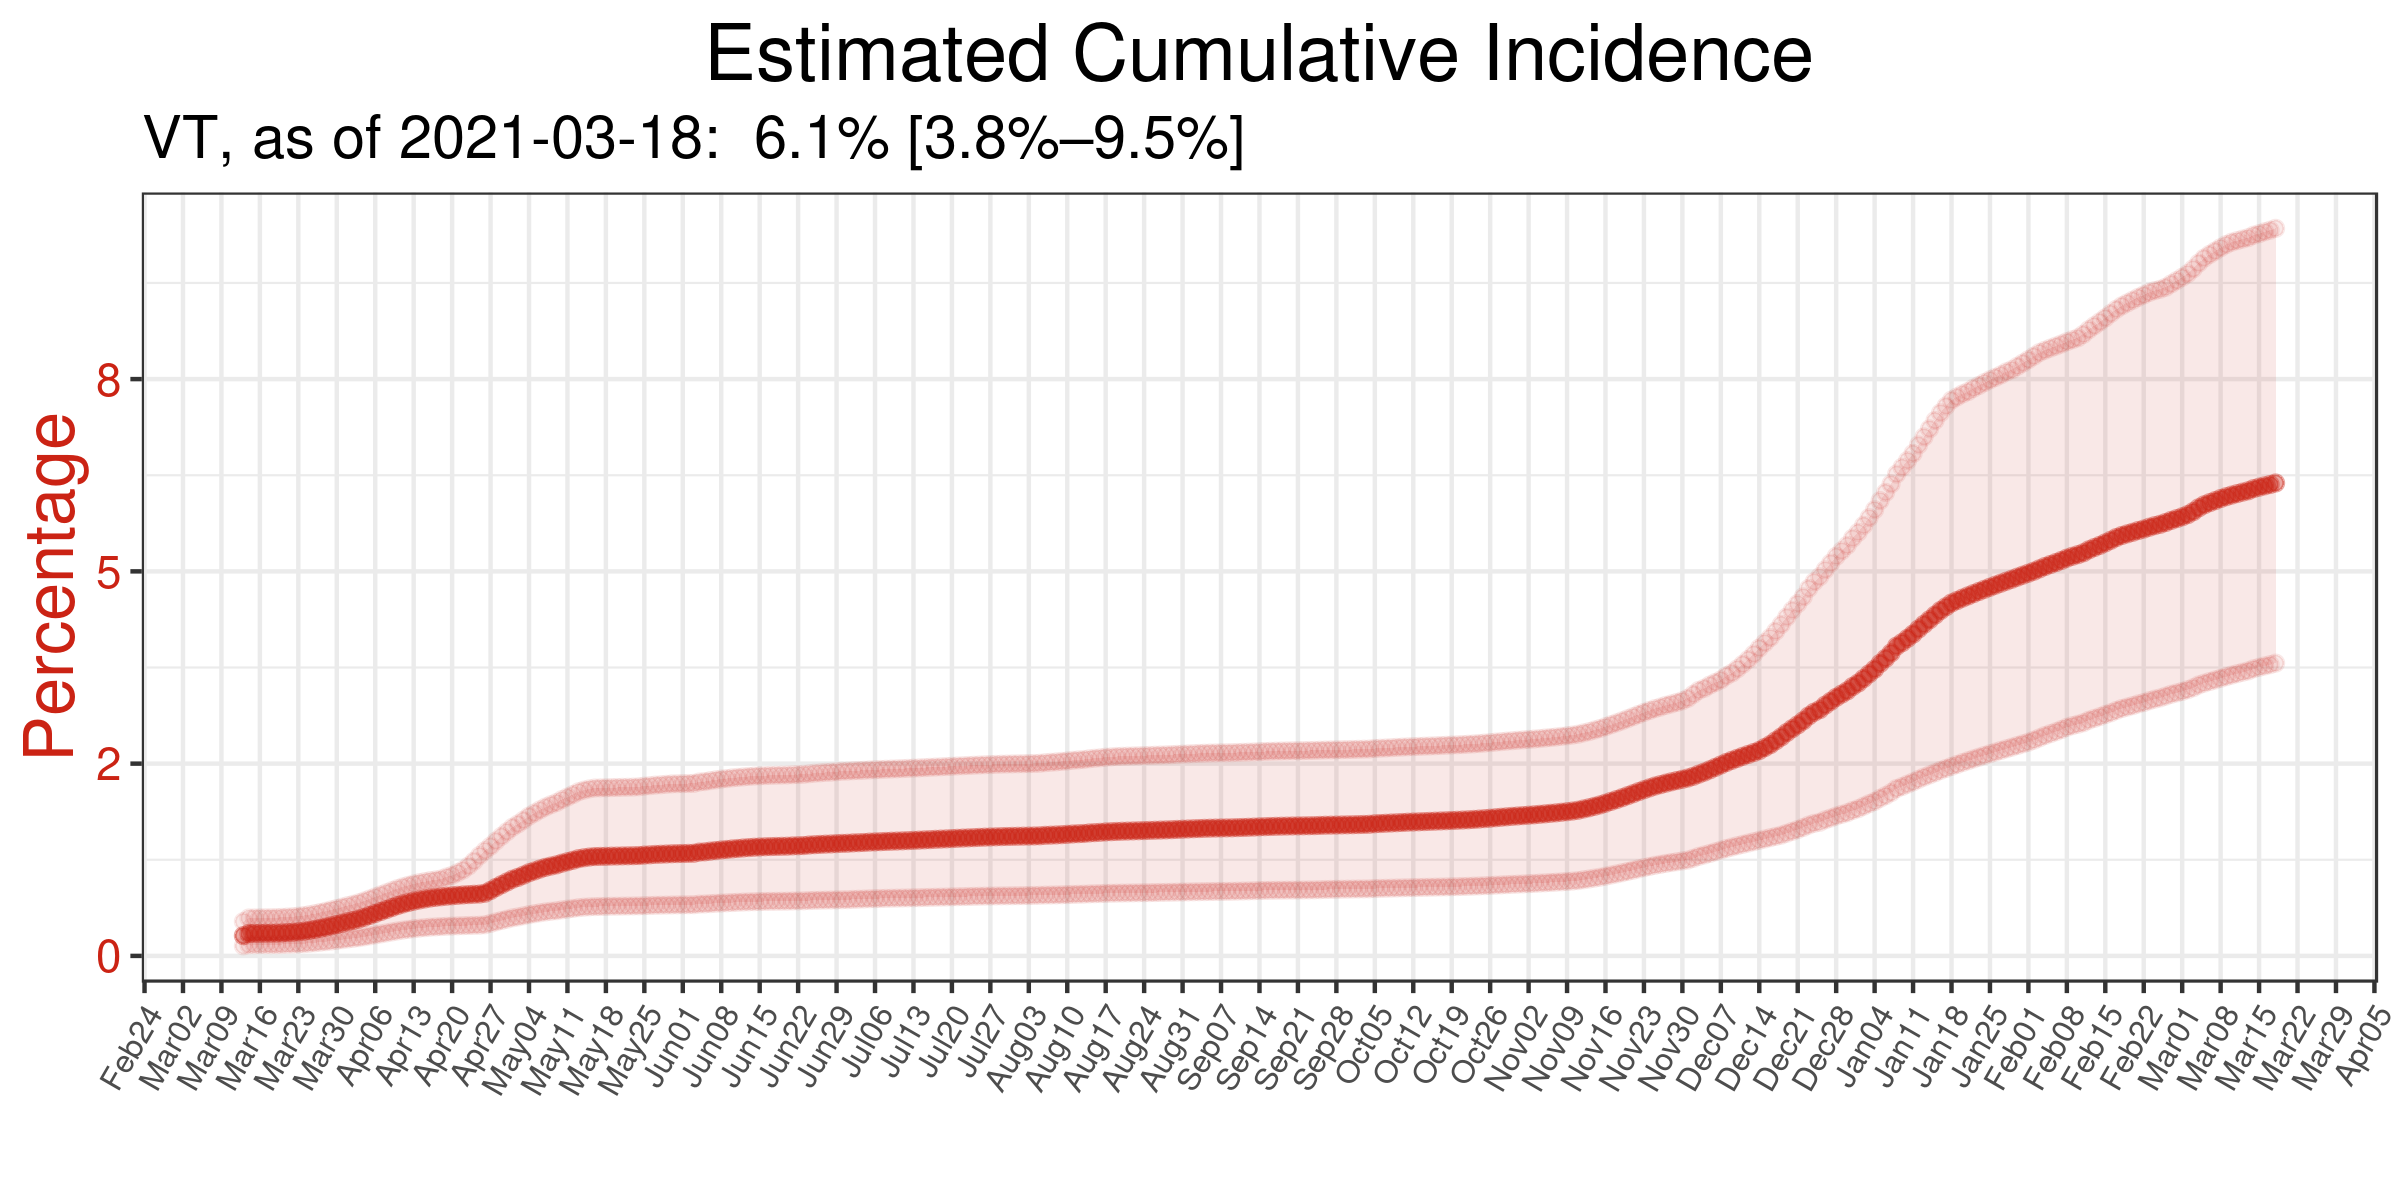 Estimated Cumulative Incidence
VT, as of 2021-03-18:  6.1% [3.8%–9.5%]
Percentage
8
5
2
0
Feb24
Mar02
Mar09
Mar16
Mar23
Mar30
Apr06
Apr13
Apr20
Apr27
May04
May11
May18
May25
Jun01
Jun08
Jun15
Jun22
Jun29
Jul06
Jul13
Jul20
Jul27
Aug03
Aug10
Aug17
Aug24
Aug31
Sep07
Sep14
Sep21
Sep28
Oct05
Oct12
Oct19
Oct26
Nov02
Nov09
Nov16
Nov23
Nov30
Dec07
Dec14
Dec21
Dec28
Jan04
Jan11
Jan18
Jan25
Feb01
Feb08
Feb15
Feb22
Mar01
Mar08
Mar15
Mar22
Mar29
Apr05